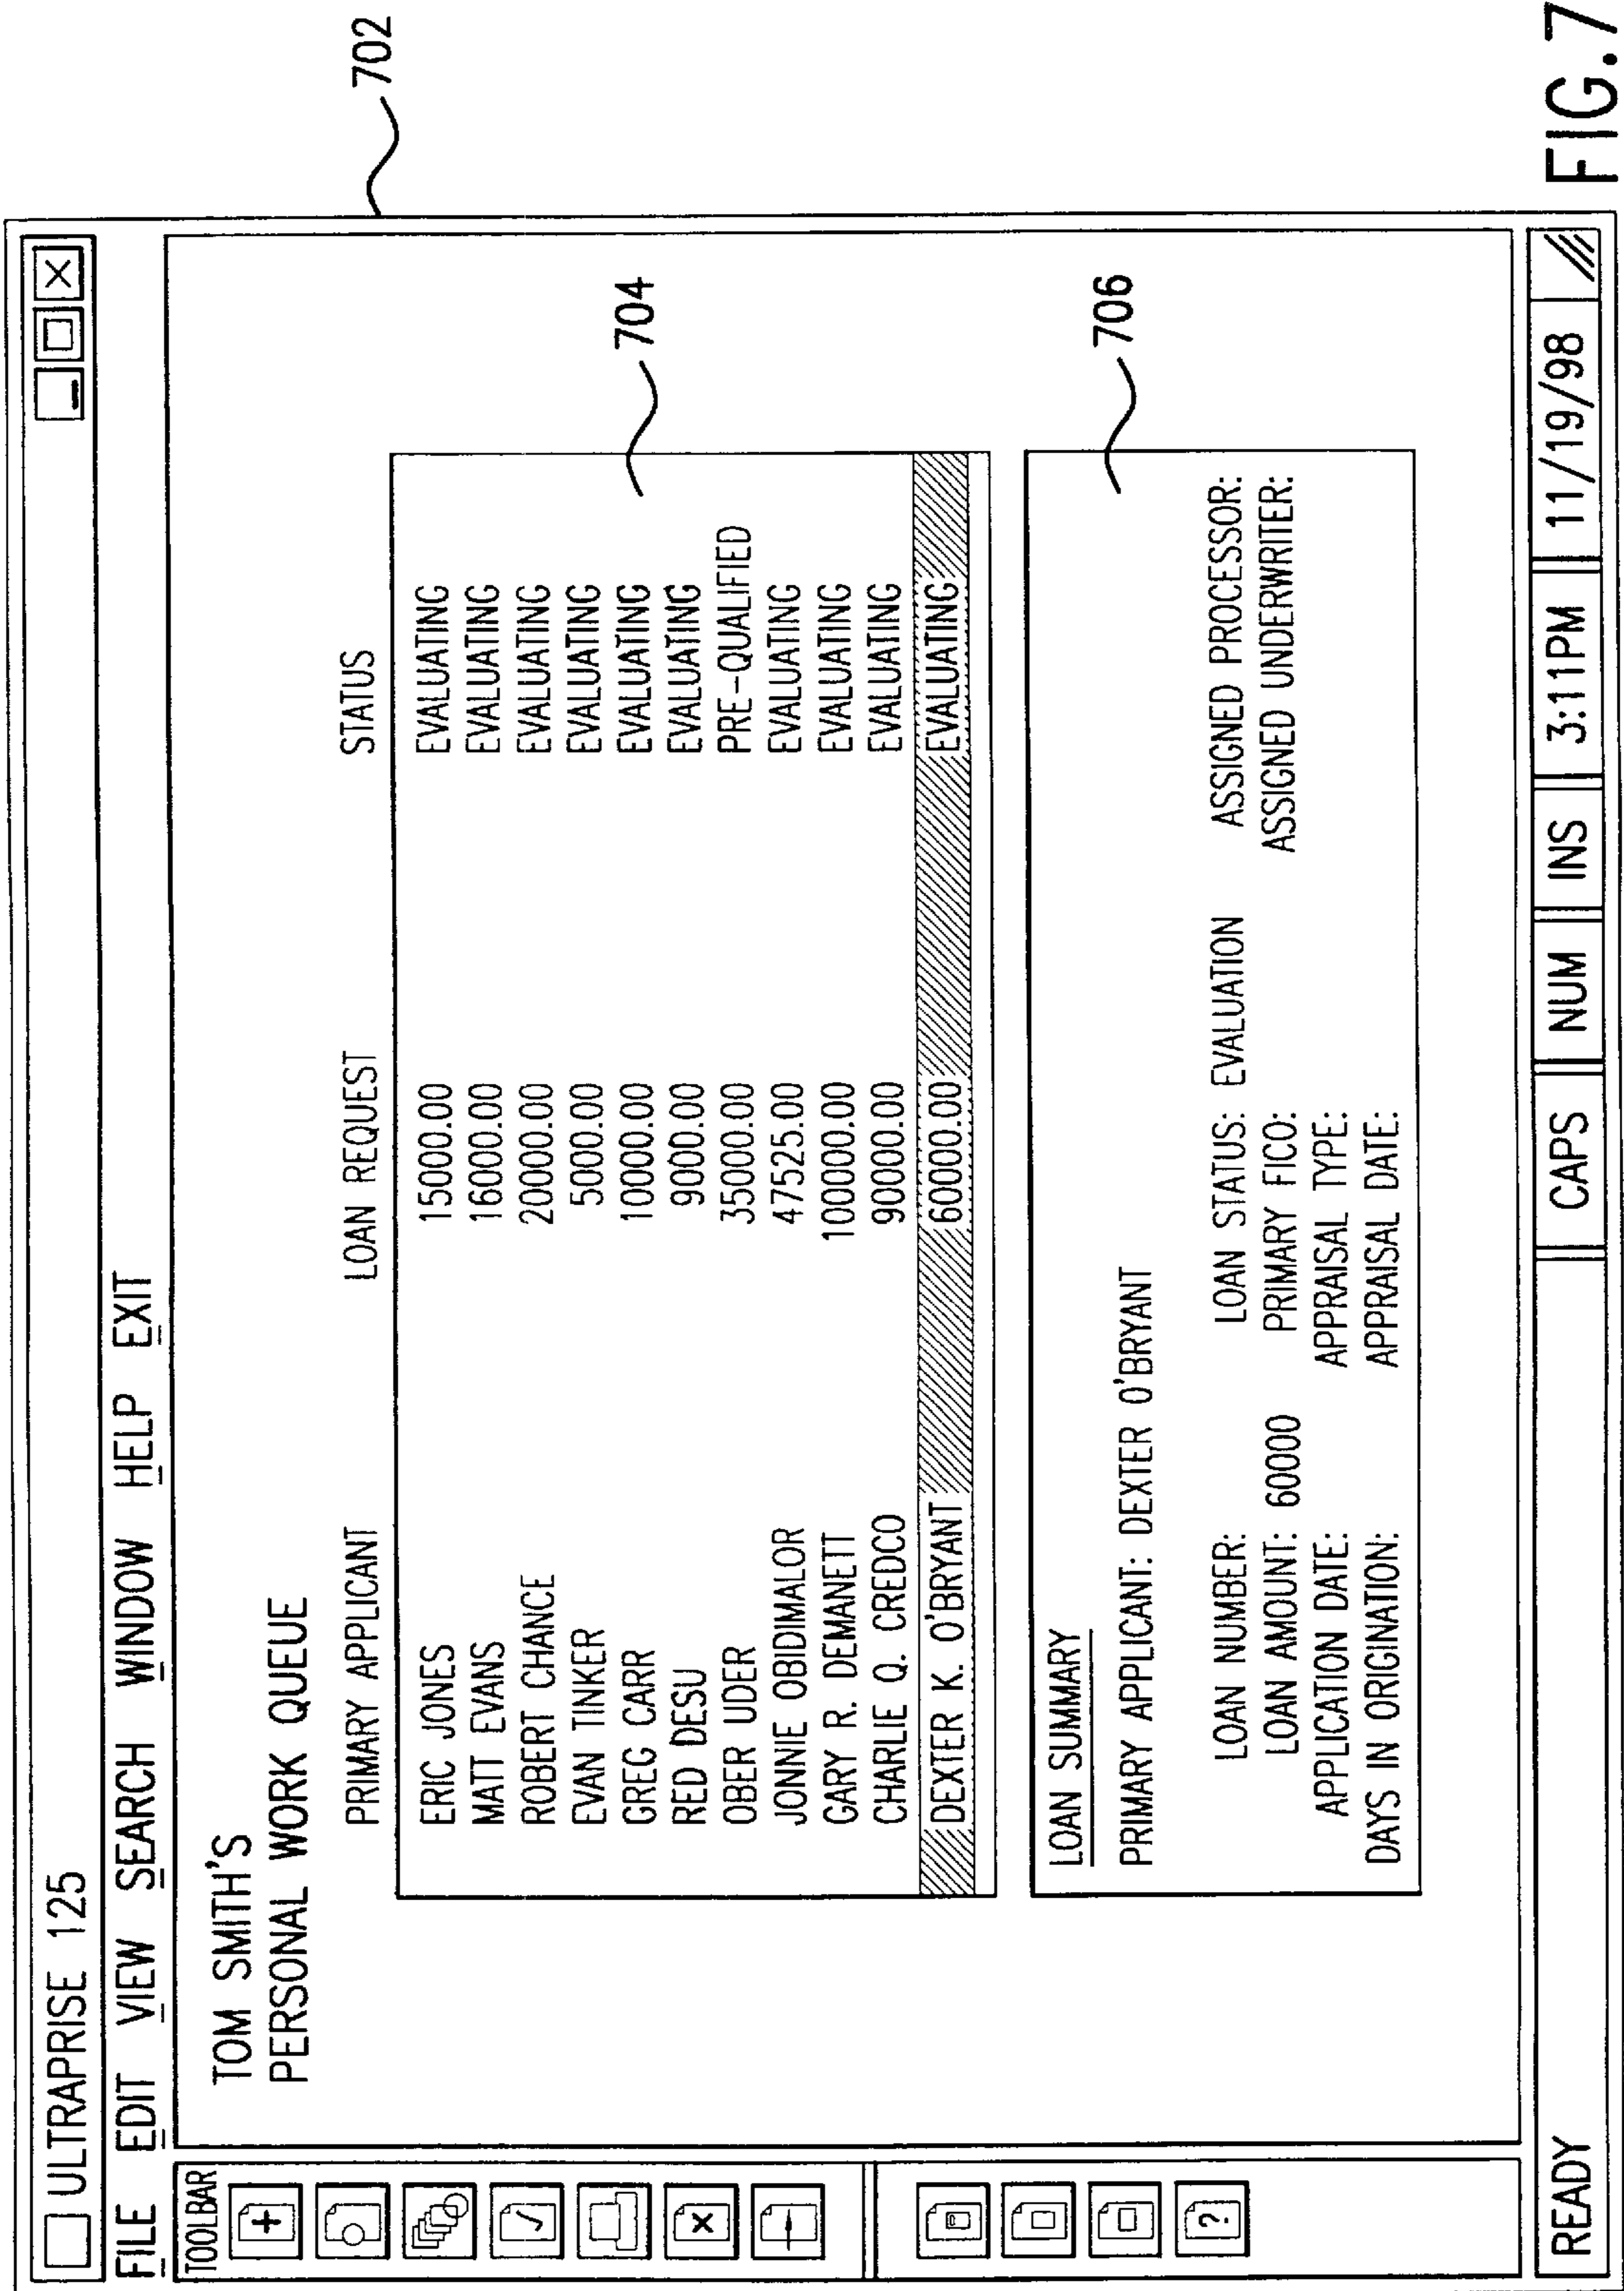 ULTRAPRISE 125
FILE EDIT VIEW SEARCH WINDOW HELP EXIT
TOOLBAR
TOM SMITH'S
PERSONAL WORK QUEUE
PRIMARY APPLICANT LOAN REQUEST STATUS
ERIC JONES 15000.00 EVALUATING
MATT EVANS 16000.00 EVALUATING
ROBERT CHANCE 20000.00 EVALUATING
EVAN TINKER 5000.00 EVALUATING
GREG CARR 10000.00 EVALUATING
RED DESU 9000.00 EVALUATING
OBER UDER 35000.00 PRE-QUALIFIED
JONNIE OBIDIMALOR 47525.00 EVALUATING
GARY R. DEMANETT 100000.00 EVALUATING
CHARLIE Q. CREDCO 90000.00 EVALUATING
DEXTER K. O'BRYANT 60000.00 EVALUATING
LOAN SUMMARY
PRIMARY APPLICANT: DEXTER O'BRYANT
LOAN NUMBER: LOAN STATUS: EVALUATION ASSIGNED PROCESSOR:
LOAN AMOUNT: 60000 PRIMARY FICO: ASSIGNED UNDERWRITER:
APPLICATION DATE: APPRAISAL TYPE:
DAYS IN ORIGINATION: APPRAISAL DATE:
READY CAPS NUM INS 3:11PM 11/19/98
702
704
706
FIG.7